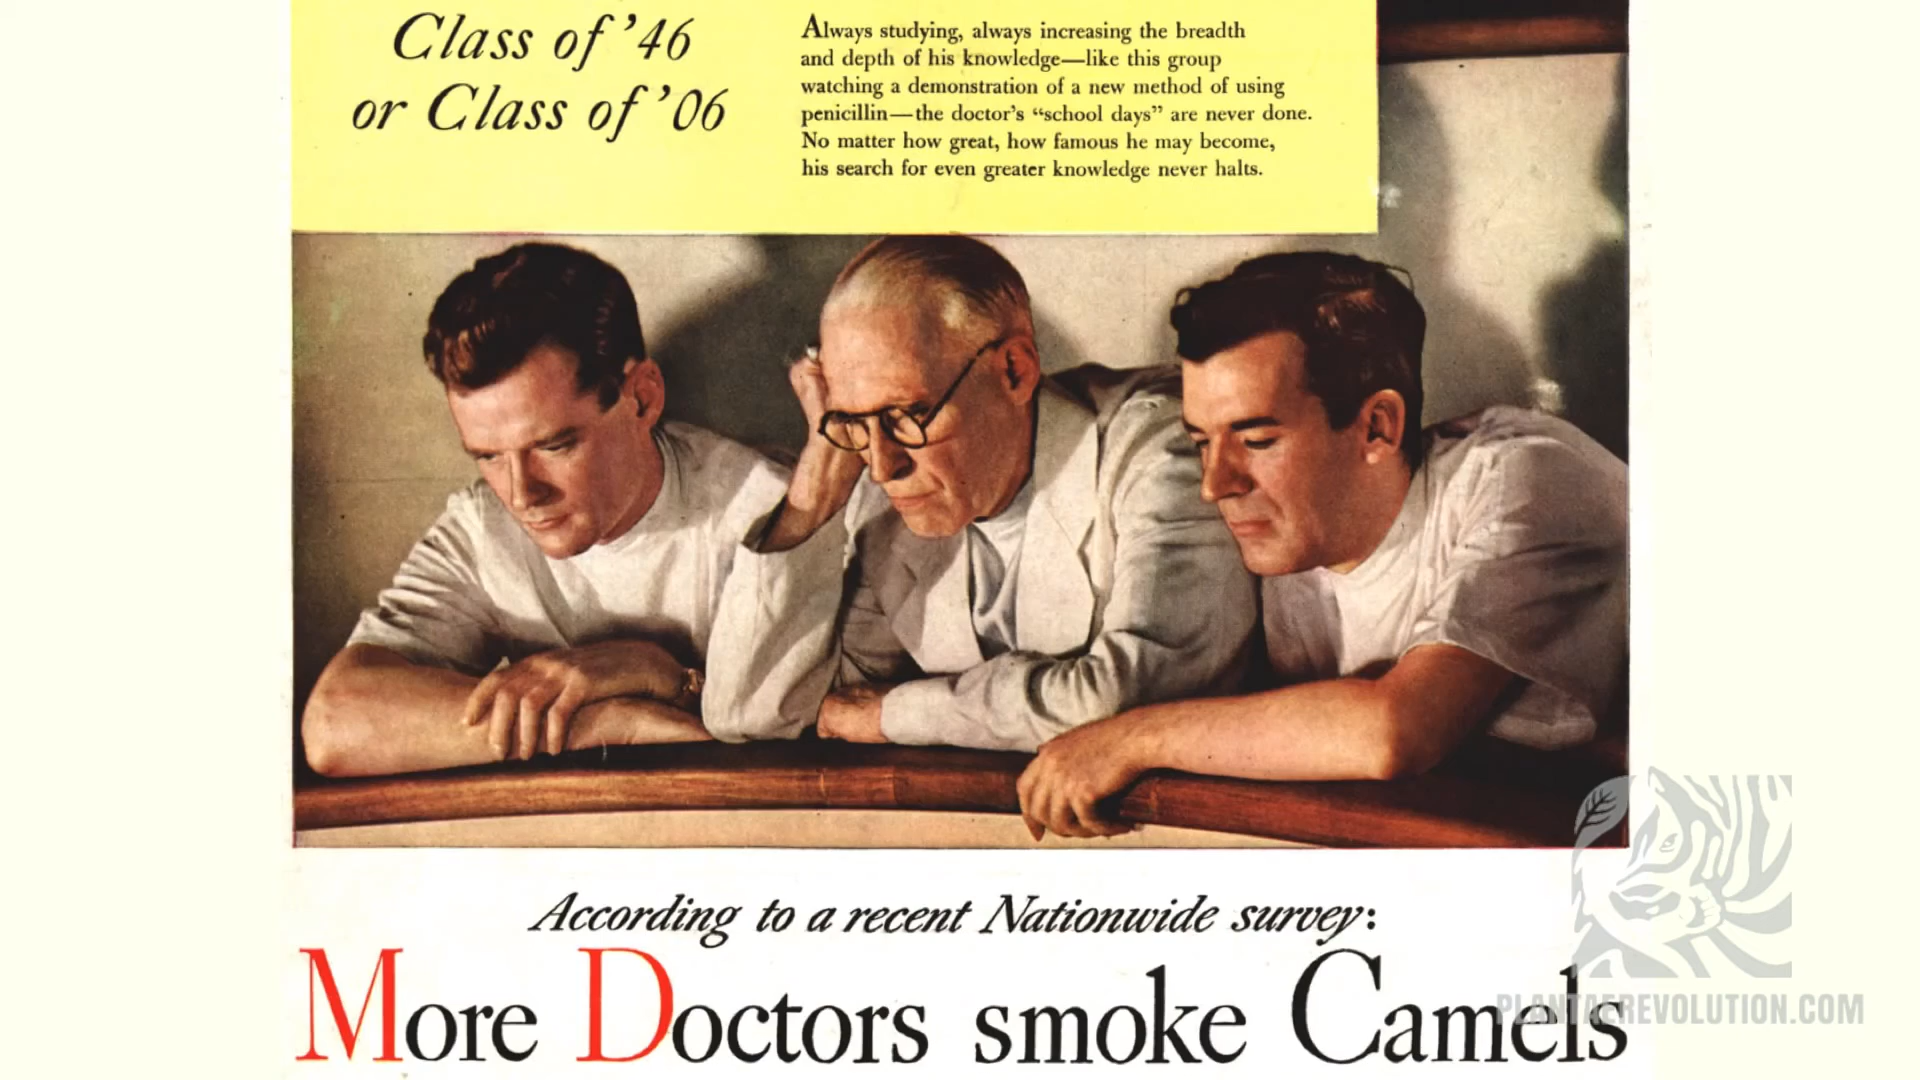 Class of ’46
or Class of ’06
Always studying, always increasing the breadth
and depth of his knowledge—like this group
watching a demonstration of a new method of using
penicillin—the doctor’s “school days” are never done.
No matter how great, how famous he may become,
his search for even greater knowledge never halts.
According to a recent Nationwide survey:
More Doctors smoke Camels
PLANTAEREVOLUTION.COM